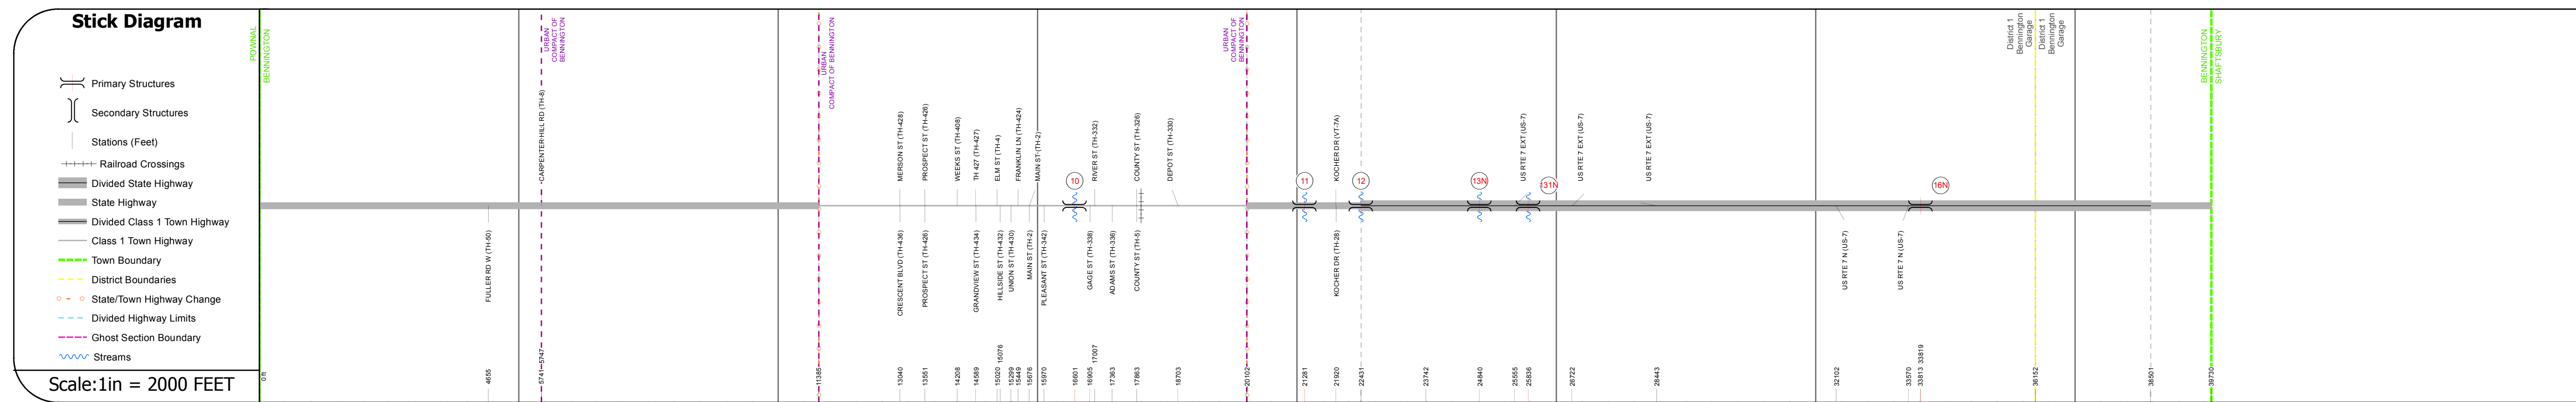 Stick Diagram
Primary Structures
Secondary Structures
Stations (Feet)
Railroad Crossings
Divided State Highway
State Highway
Divided Class 1 Town Highway
Class 1 Town Highway
Town Boundary
District Boundaries
State/Town Highway Change
Divided Highway Limits
Ghost Section Boundary
Streams
Scale:1in = 2000 FEET
POWNAL
BENNINGTON
URBAN
COMPACT OF
BENNINGTON
URBAN
COMPACT OF BENNINGTON
URBAN
COMPACT OF
BENNINGTON
District 1
Bennington
Garage
District 1
Bennington
Garage
BENNINGTON
SHAFTSBURY
CARPENTER HILL RD (TH-8)
MERSON ST (TH-428)
PROSPECT ST (TH-426)
WEEKS ST (TH-408)
TH 427 (TH-427)
ELM ST (TH-4)
FRANKLIN LN (TH-424)
MAIN ST (TH-2)
RIVER ST (TH-332)
COUNTY ST (TH-326)
DEPOT ST (TH-330)
KOCHER DR (VT-7A)
US RTE 7 EXT (US-7)
US RTE 7 EXT (US-7)
US RTE 7 EXT (US-7)
10
11
12
13N
131N
16N
FULLER RD W (TH-50)
CRESCENT BLVD (TH-436)
PROSPECT ST (TH-426)
GRANDVIEW ST (TH-434)
HILLSIDE ST (TH-432)
UNION ST (TH-430)
MAIN ST (TH-2)
PLEASANT ST (TH-342)
GAGE ST (TH-338)
ADAMS ST (TH-336)
COUNTY ST (TH-5)
KOCHER DR (TH-28)
US RTE 7 N (US-7)
US RTE 7 N (US-7)
0 ft
4655
5741
5747
11385
13040
13551
14208
14589
15020
15076
15299
15449
15676
15970
16601
16905
17007
17363
17863
18703
20102
21281
21920
22431
23742
24840
25565
25836
26722
28443
32102
33570
33813
33819
36152
38501
39730